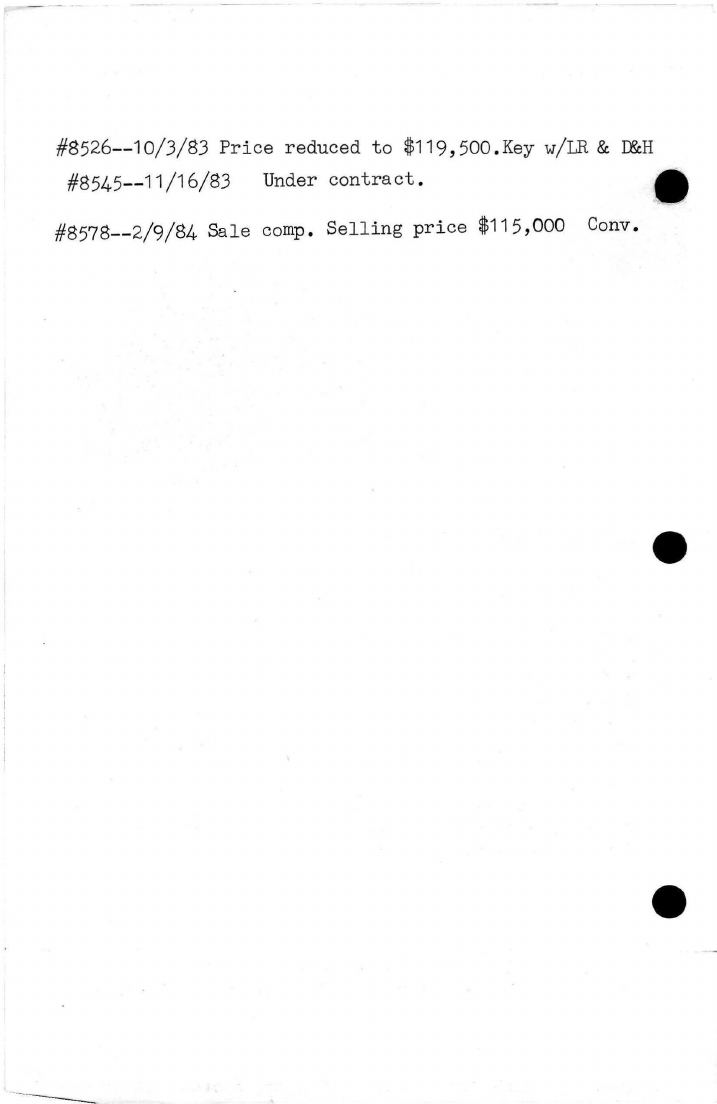 #8526--10/3/83 Price reduced to $119,500.Key w/LR & D&H
#8545--11/16/83 Under contract.
#8578--2/9/84 Sale comp. Selling price $115,000 Conv.